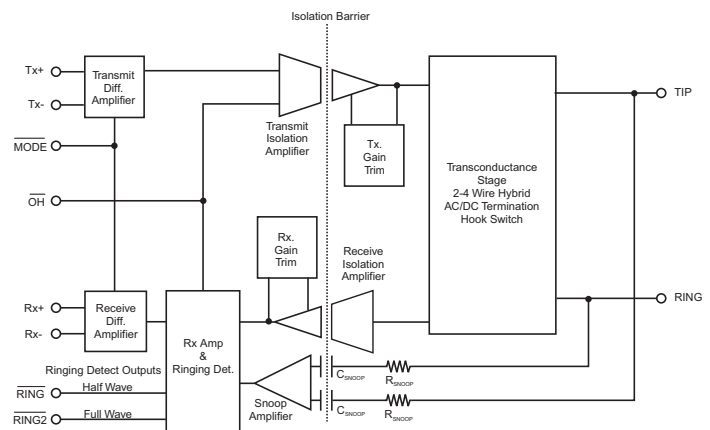 Isolation Barrier
Tx+
Tx-
MODE
OH
Transmit
Diff.
Amplifier
Transmit
Isolation
Amplifier
Tx.
Gain
Trim
Transconductance
Stage
2-4 Wire Hybrid
AC/DC Termination
Hook Switch
TIP
RING
Rx.
Gain
Trim
Receive
Isolation
Amplifier
Rx+
Rx-
Receive
Diff.
Amplifier
Rx Amp
&
Ringing Det.
Ringing Detect Outputs
RING
Half Wave
RING2
Full Wave
Snoop
Amplifier
CSNOOP
RSNOOP
CSNOOP
RSNOOP